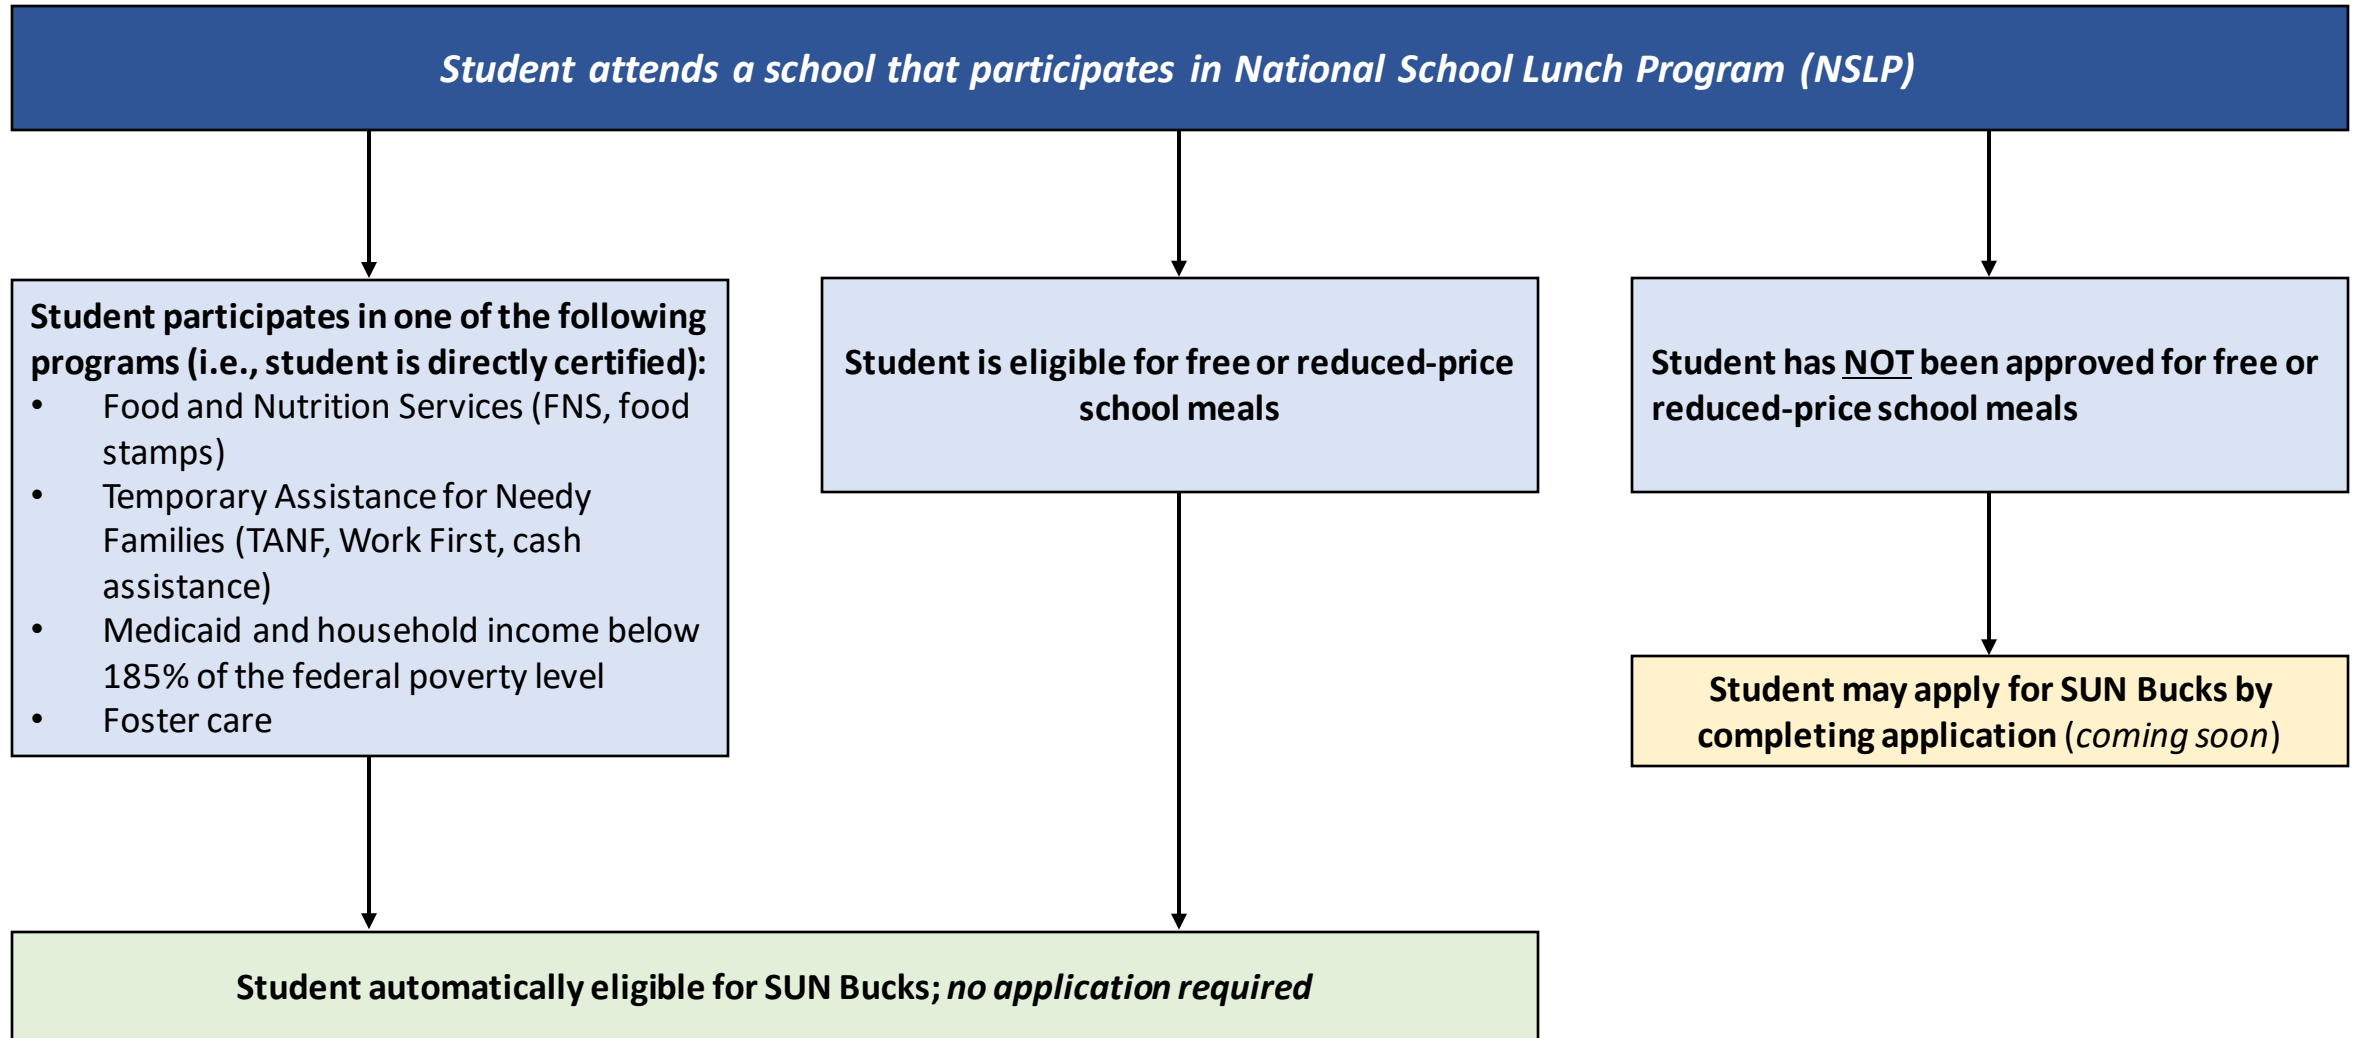 Student attends a school that participates in National School Lunch Program (NSLP)
Student participates in one of the following
programs (i.e., student is directly certified):
• Food and Nutrition Services (FNS, food
stamps)
• Temporary Assistance for Needy
Families (TANF, Work First, cash
assistance)
• Medicaid and household income below
185% of the federal poverty level
• Foster care
Student is eligible for free or reduced-price
school meals
Student has NOT been approved for free or
reduced-price school meals
Student may apply for SUN Bucks by
completing application (coming soon)
Student automatically eligible for SUN Bucks; no application required